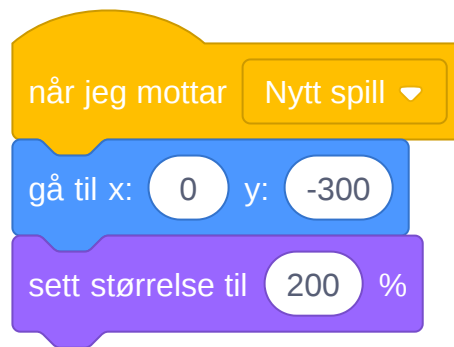 når jeg mottar Nytt spill
gå til x: 0 y: -300
sett størrelse til 200 %